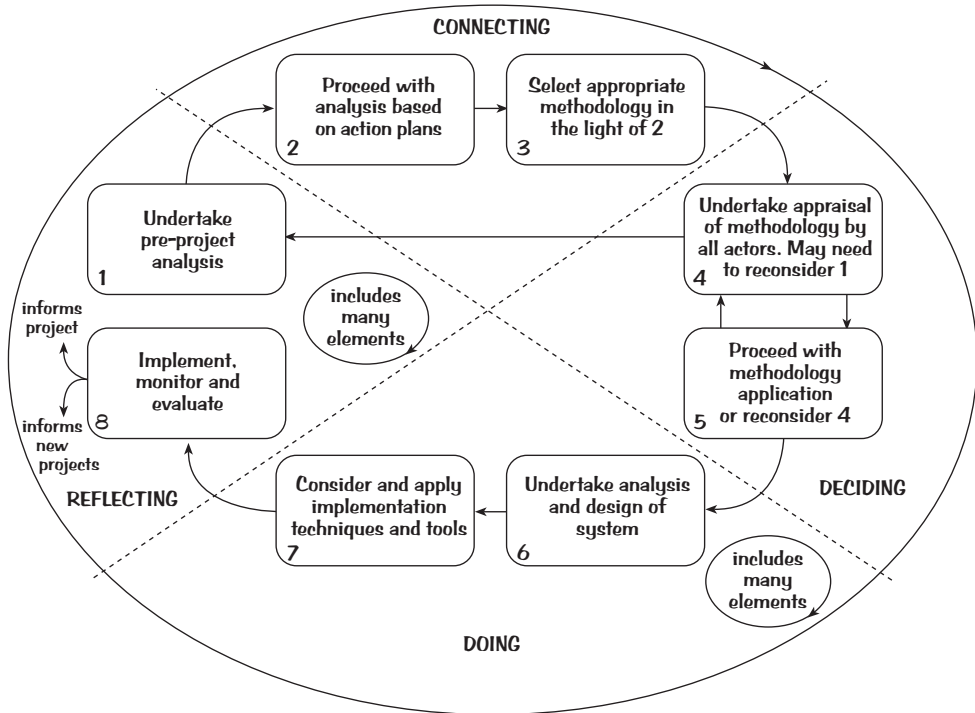 CONNECTING
Proceed with
analysis based
on action plans
2
Select appropriate
methodology in
the light of 2
3
Undertake
pre-project
analysis
1
Undertake appraisal
of methodology by
all actors. May need
to reconsider 1
4
includes
many
elements
informs
project
Implement,
monitor and
evaluate
8
informs
new
projects
Proceed with
methodology
application
or reconsider 4
5
REFLECTING
Consider and apply
implementation
techniques and tools
7
Undertake analysis
and design of
system
6
DECIDING
includes
many
elements
DOING